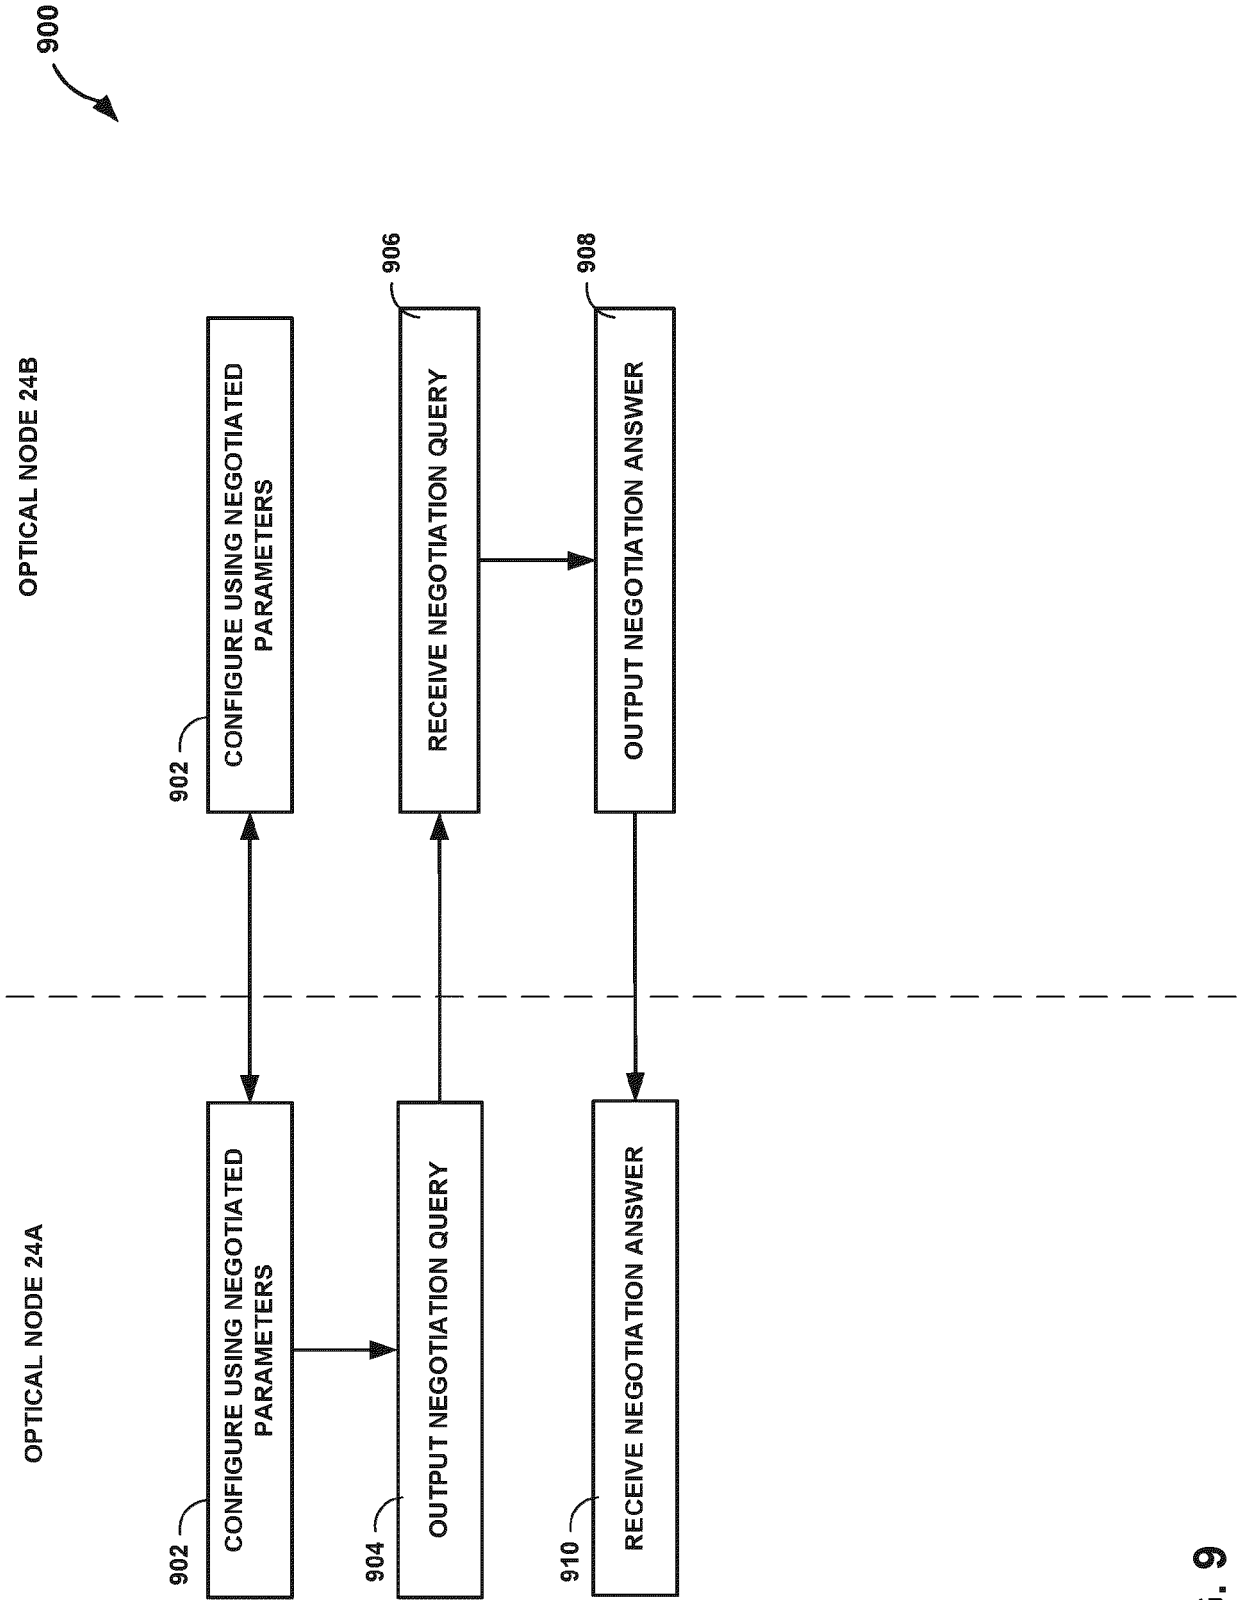 900
OPTICAL NODE 24A
OPTICAL NODE 24B
902
CONFIGURE USING NEGOTIATED
PARAMETERS
902
CONFIGURE USING NEGOTIATED
PARAMETERS
904
OUTPUT NEGOTIATION QUERY
906
RECEIVE NEGOTIATION QUERY
908
OUTPUT NEGOTIATION ANSWER
910
RECEIVE NEGOTIATION ANSWER
. 9